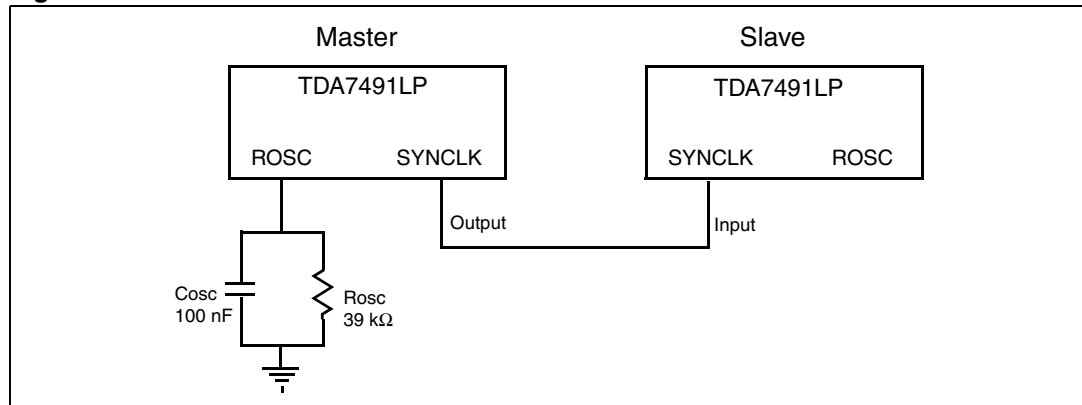 Master
Slave
TDA7491LP
TDA7491LP
ROSC
SYNCLK
SYNCLK
ROSC
Output
Input
Cosc
100 nF
Rosc
39 kΩ